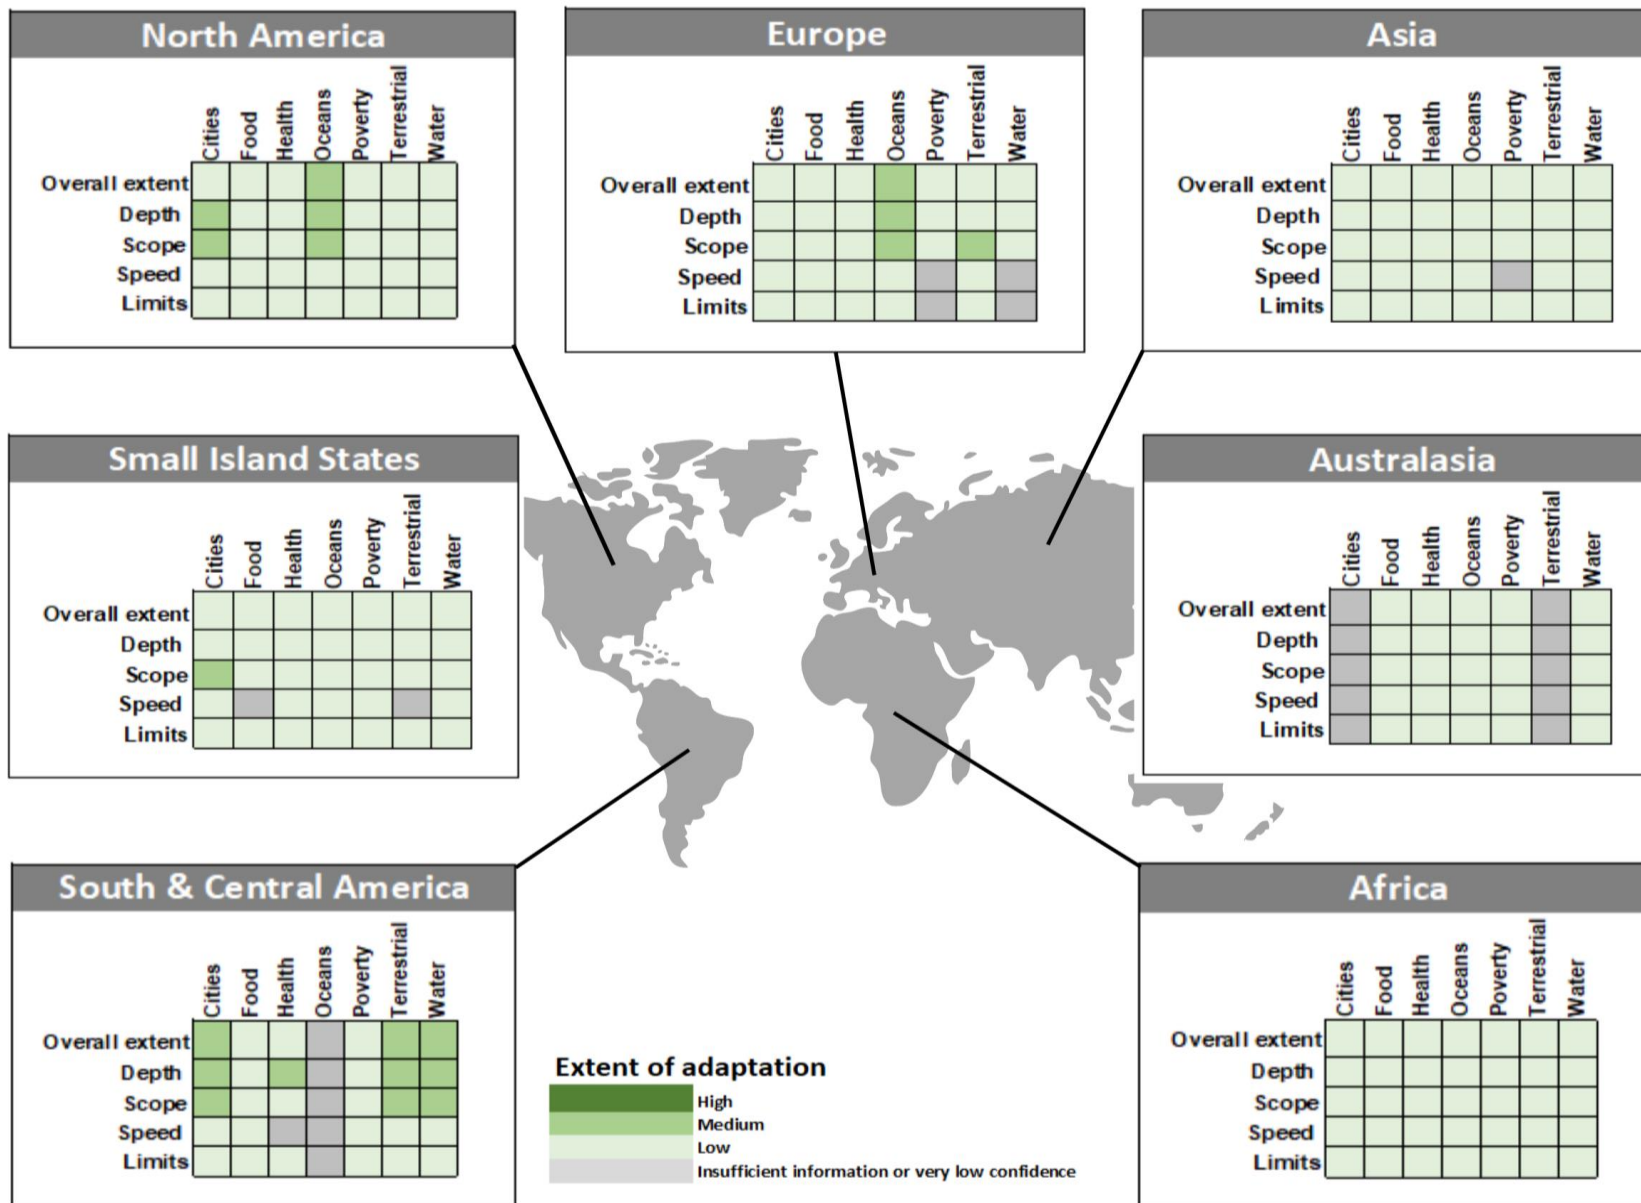 North America
Cities Food Health Oceans Poverty Terrestrial Water
Overall extent
Depth
Scope
Speed
Limits
Europe
Cities Food Health Oceans Poverty Terrestrial Water
Overall extent
Depth
Scope
Speed
Limits
Asia
Cities Food Health Oceans Poverty Terrestrial Water
Overall extent
Depth
Scope
Speed
Limits
Small Island States
Cities Food Health Oceans Poverty Terrestrial Water
Overall extent
Depth
Scope
Speed
Limits
Australasia
Cities Food Health Oceans Poverty Terrestrial Water
Overall extent
Depth
Scope
Speed
Limits
South & Central America
Cities Food Health Oceans Poverty Terrestrial Water
Overall extent
Depth
Scope
Speed
Limits
Extent of adaptation
High
Medium
Low
Insufficient information or very low confidence
Africa
Cities Food Health Oceans Poverty Terrestrial Water
Overall extent
Depth
Scope
Speed
Limits